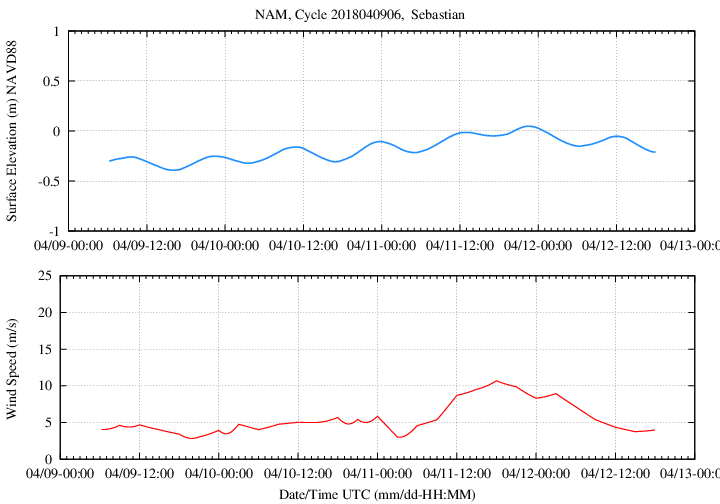 NAM, Cycle 2018040906,  Sebastian
Surface Elevation (m) NAVD88
1
0.5
0
-0.5
-1
04/09-00:00 04/09-12:00 04/10-00:00 04/10-12:00 04/11-00:00 04/11-12:00 04/12-00:00 04/12-12:00 04/13-00:0
Wind Speed (m/s)
25
20
15
10
5
0
04/09-00:00 04/09-12:00 04/10-00:00 04/10-12:00 04/11-00:00 04/11-12:00 04/12-00:00 04/12-12:00 04/13-00:0
Date/Time UTC (mm/dd-HH:MM)